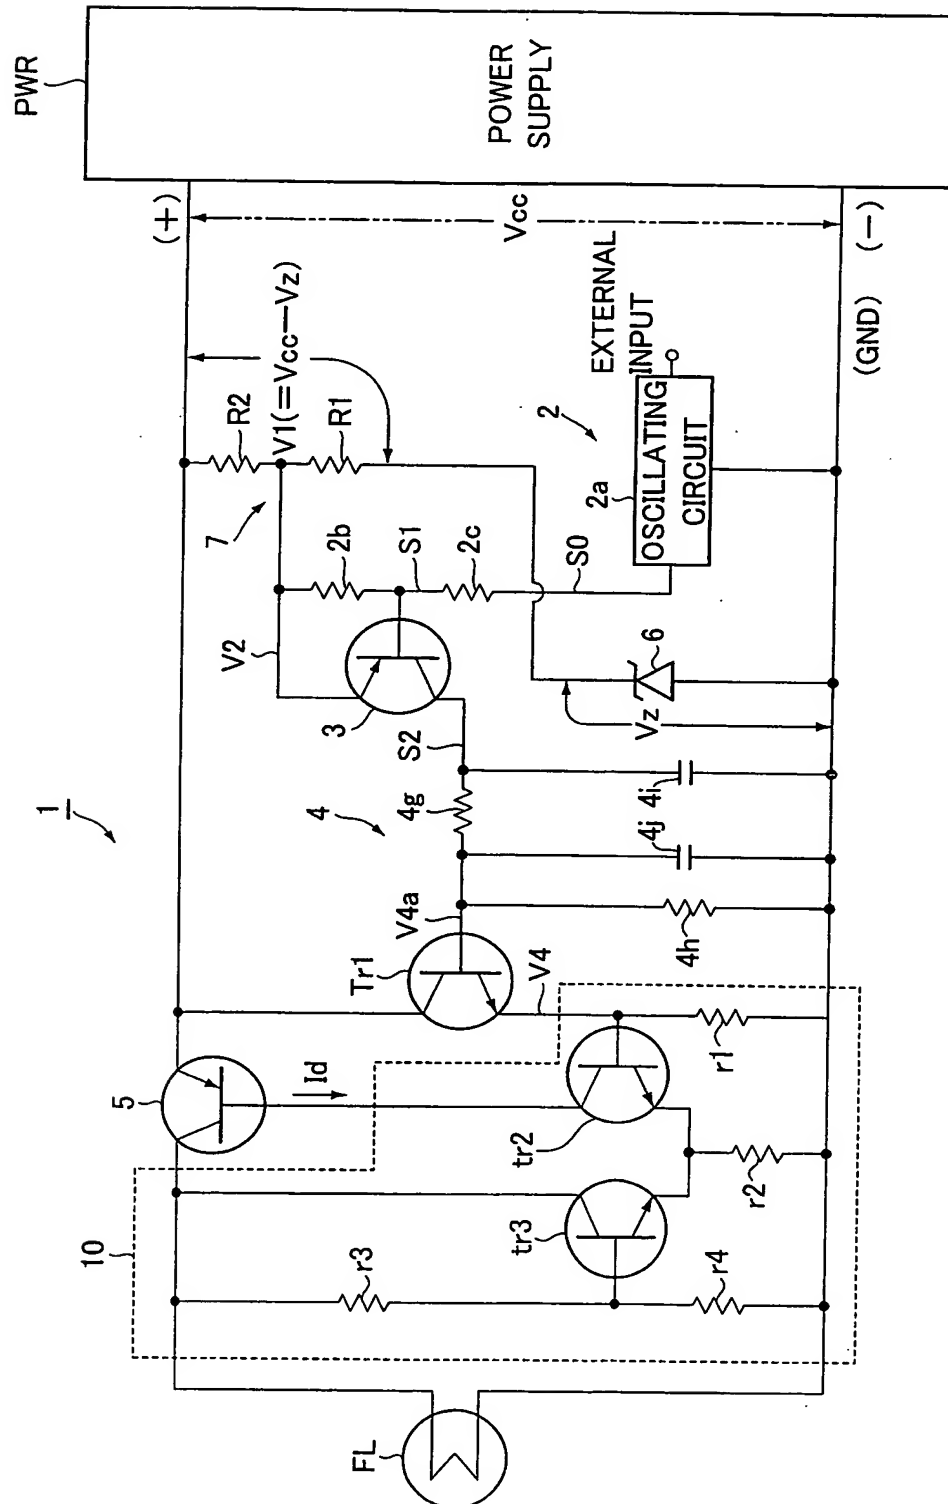 PWR
POWER
SUPPLY
(+)
Vcc
(-)
(GND)
EXTERNAL
INPUT
V1(=Vcc-Vz)
R2
R1
7
2
2a
OSCILLATING
CIRCUIT
2b
S1
2c
S0
V2
3
S2
6
Vz
1
4
4g
4i
4j
V4a
4h
Tr1
V4
5
Id
r1
tr2
r2
tr3
10
r3
r4
FL